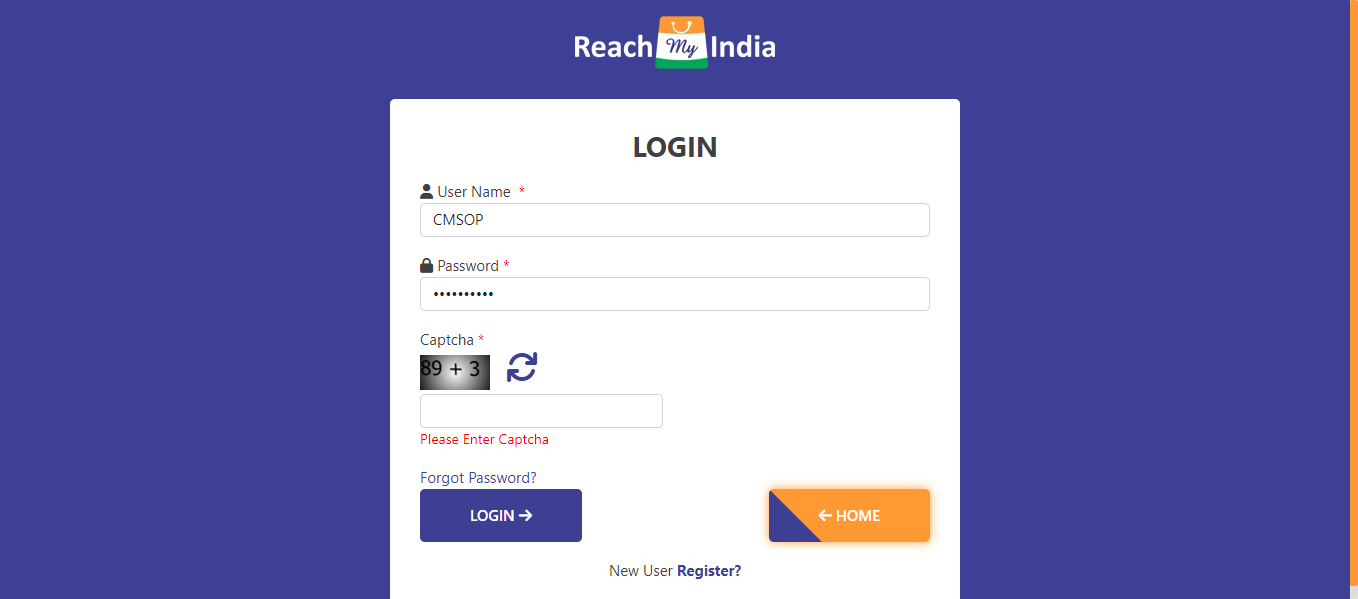 Reach My India
LOGIN
User Name *
CMSOP
Password *
••••••••••
Captcha *
89 + 3
Please Enter Captcha
Forgot Password?
LOGIN →
← HOME
New User Register?